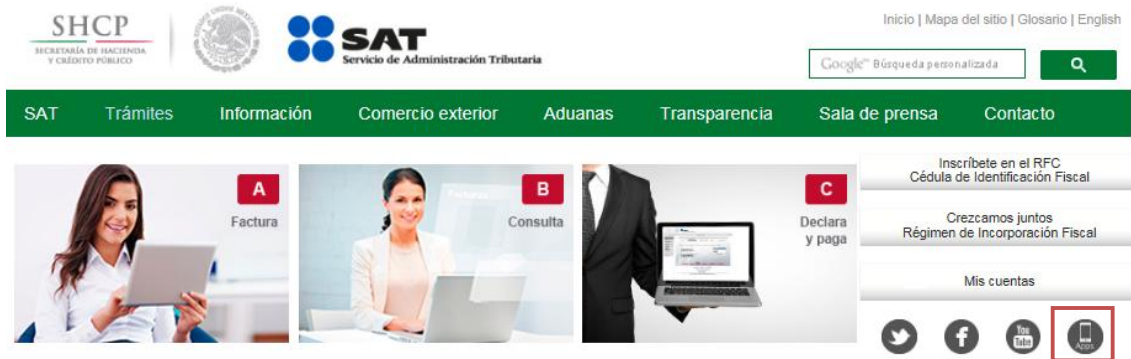 SHCP
SECRETARÍA DE HACIENDA
Y CRÉDITO PÚBLICO
SAT
Servicio de Administración Tributaria
Inicio | Mapa del sitio | Glosario | English
Google™ Búsqueda personalizada
SAT Trámites Información Comercio exterior Aduanas Transparencia Sala de prensa Contacto
A
Factura
B
Consulta
C
Declara
y paga
Inscríbete en el RFC
Cédula de Identificación Fiscal
Crezcamos juntos
Régimen de Incorporación Fiscal
Mis cuentas
You
Tube
Apps